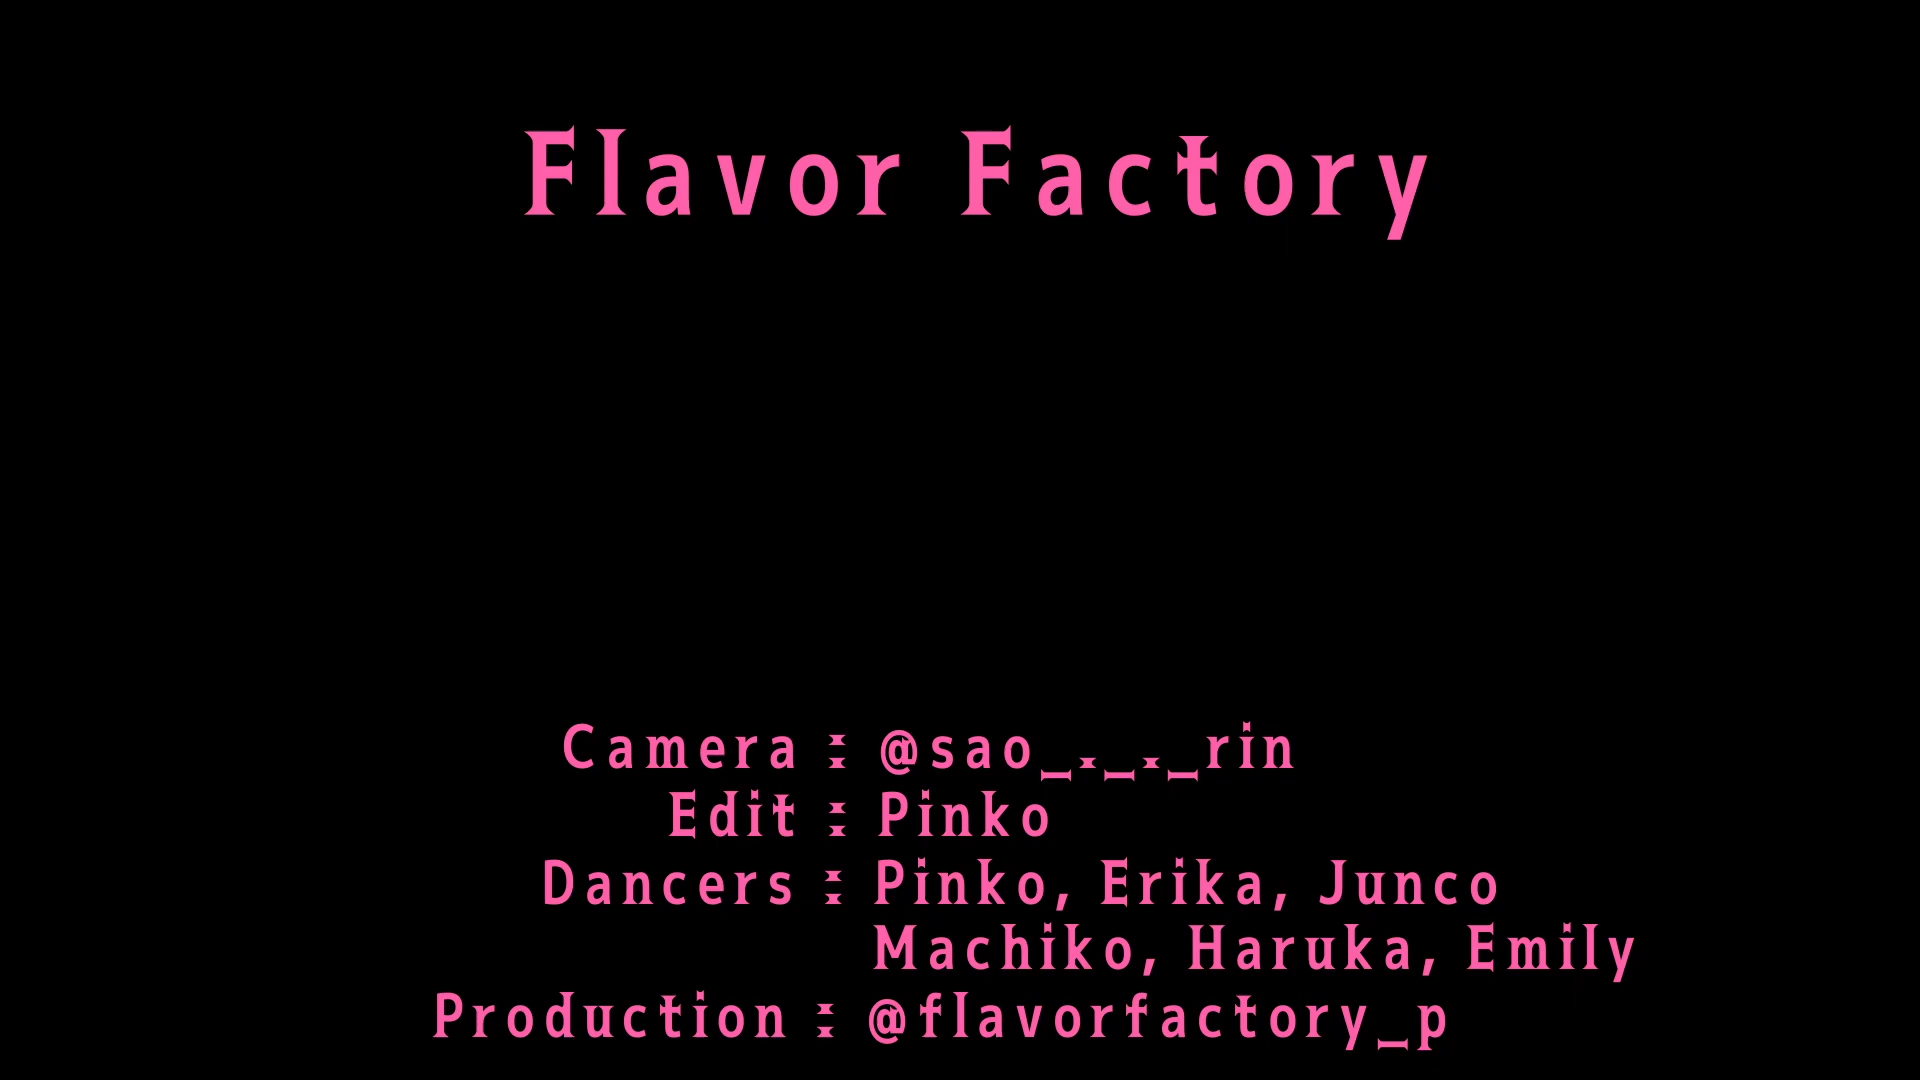 Flavor Factory
Camera : @sao_._._rin
Edit : Pinko
Dancers : Pinko, Erika, Junco
Machiko, Haruka, Emily
Production : @flavorfactory_p